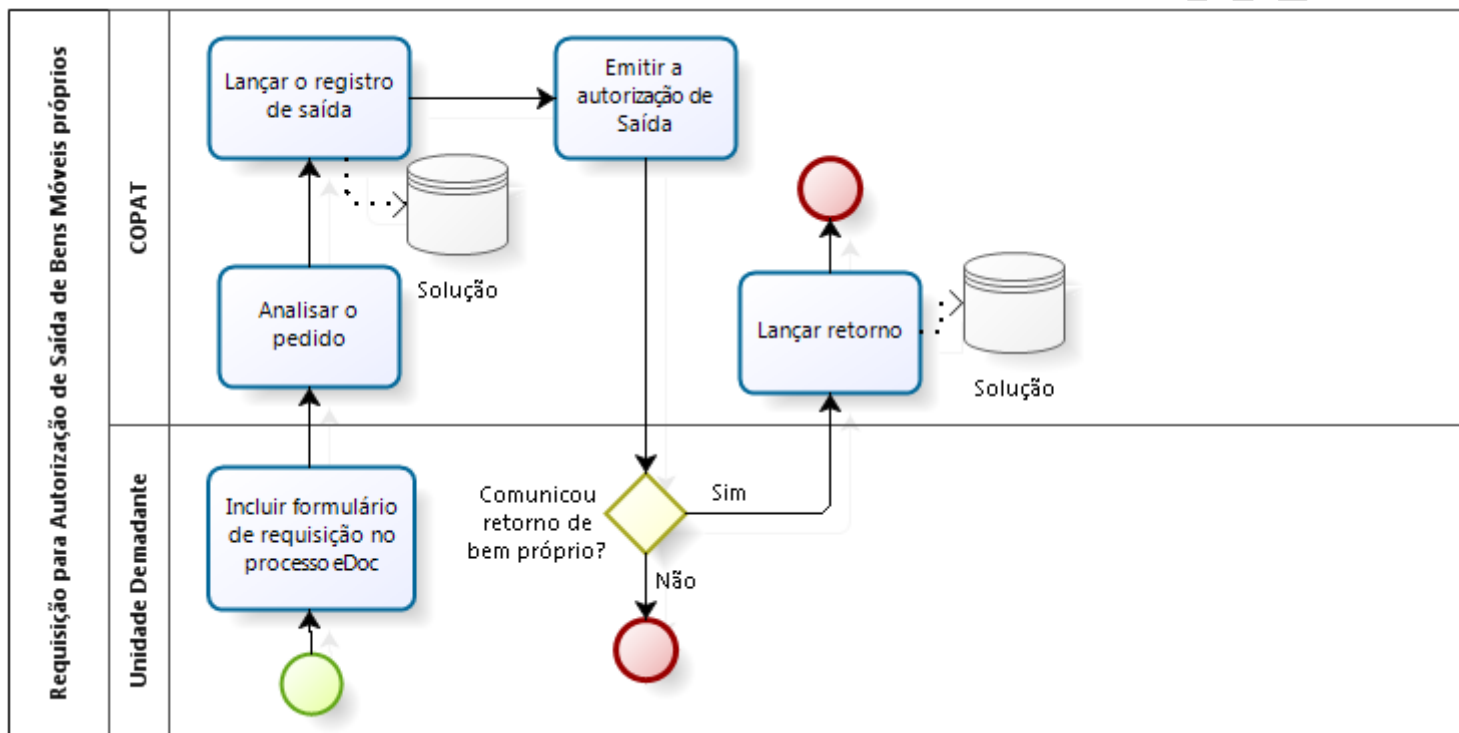 Requisição para Autorização de Saída de Bens Móveis próprios
COPAT
Lançar o registro
de saída
Emitir a
autorização de
Saída
Solução
Analisar o
pedido
Lançar retorno
Solução
Unidade Demadante
Incluir formulário
de requisição no
processo eDoc
Comunicou
retorno de
bem próprio?
Sim
Não